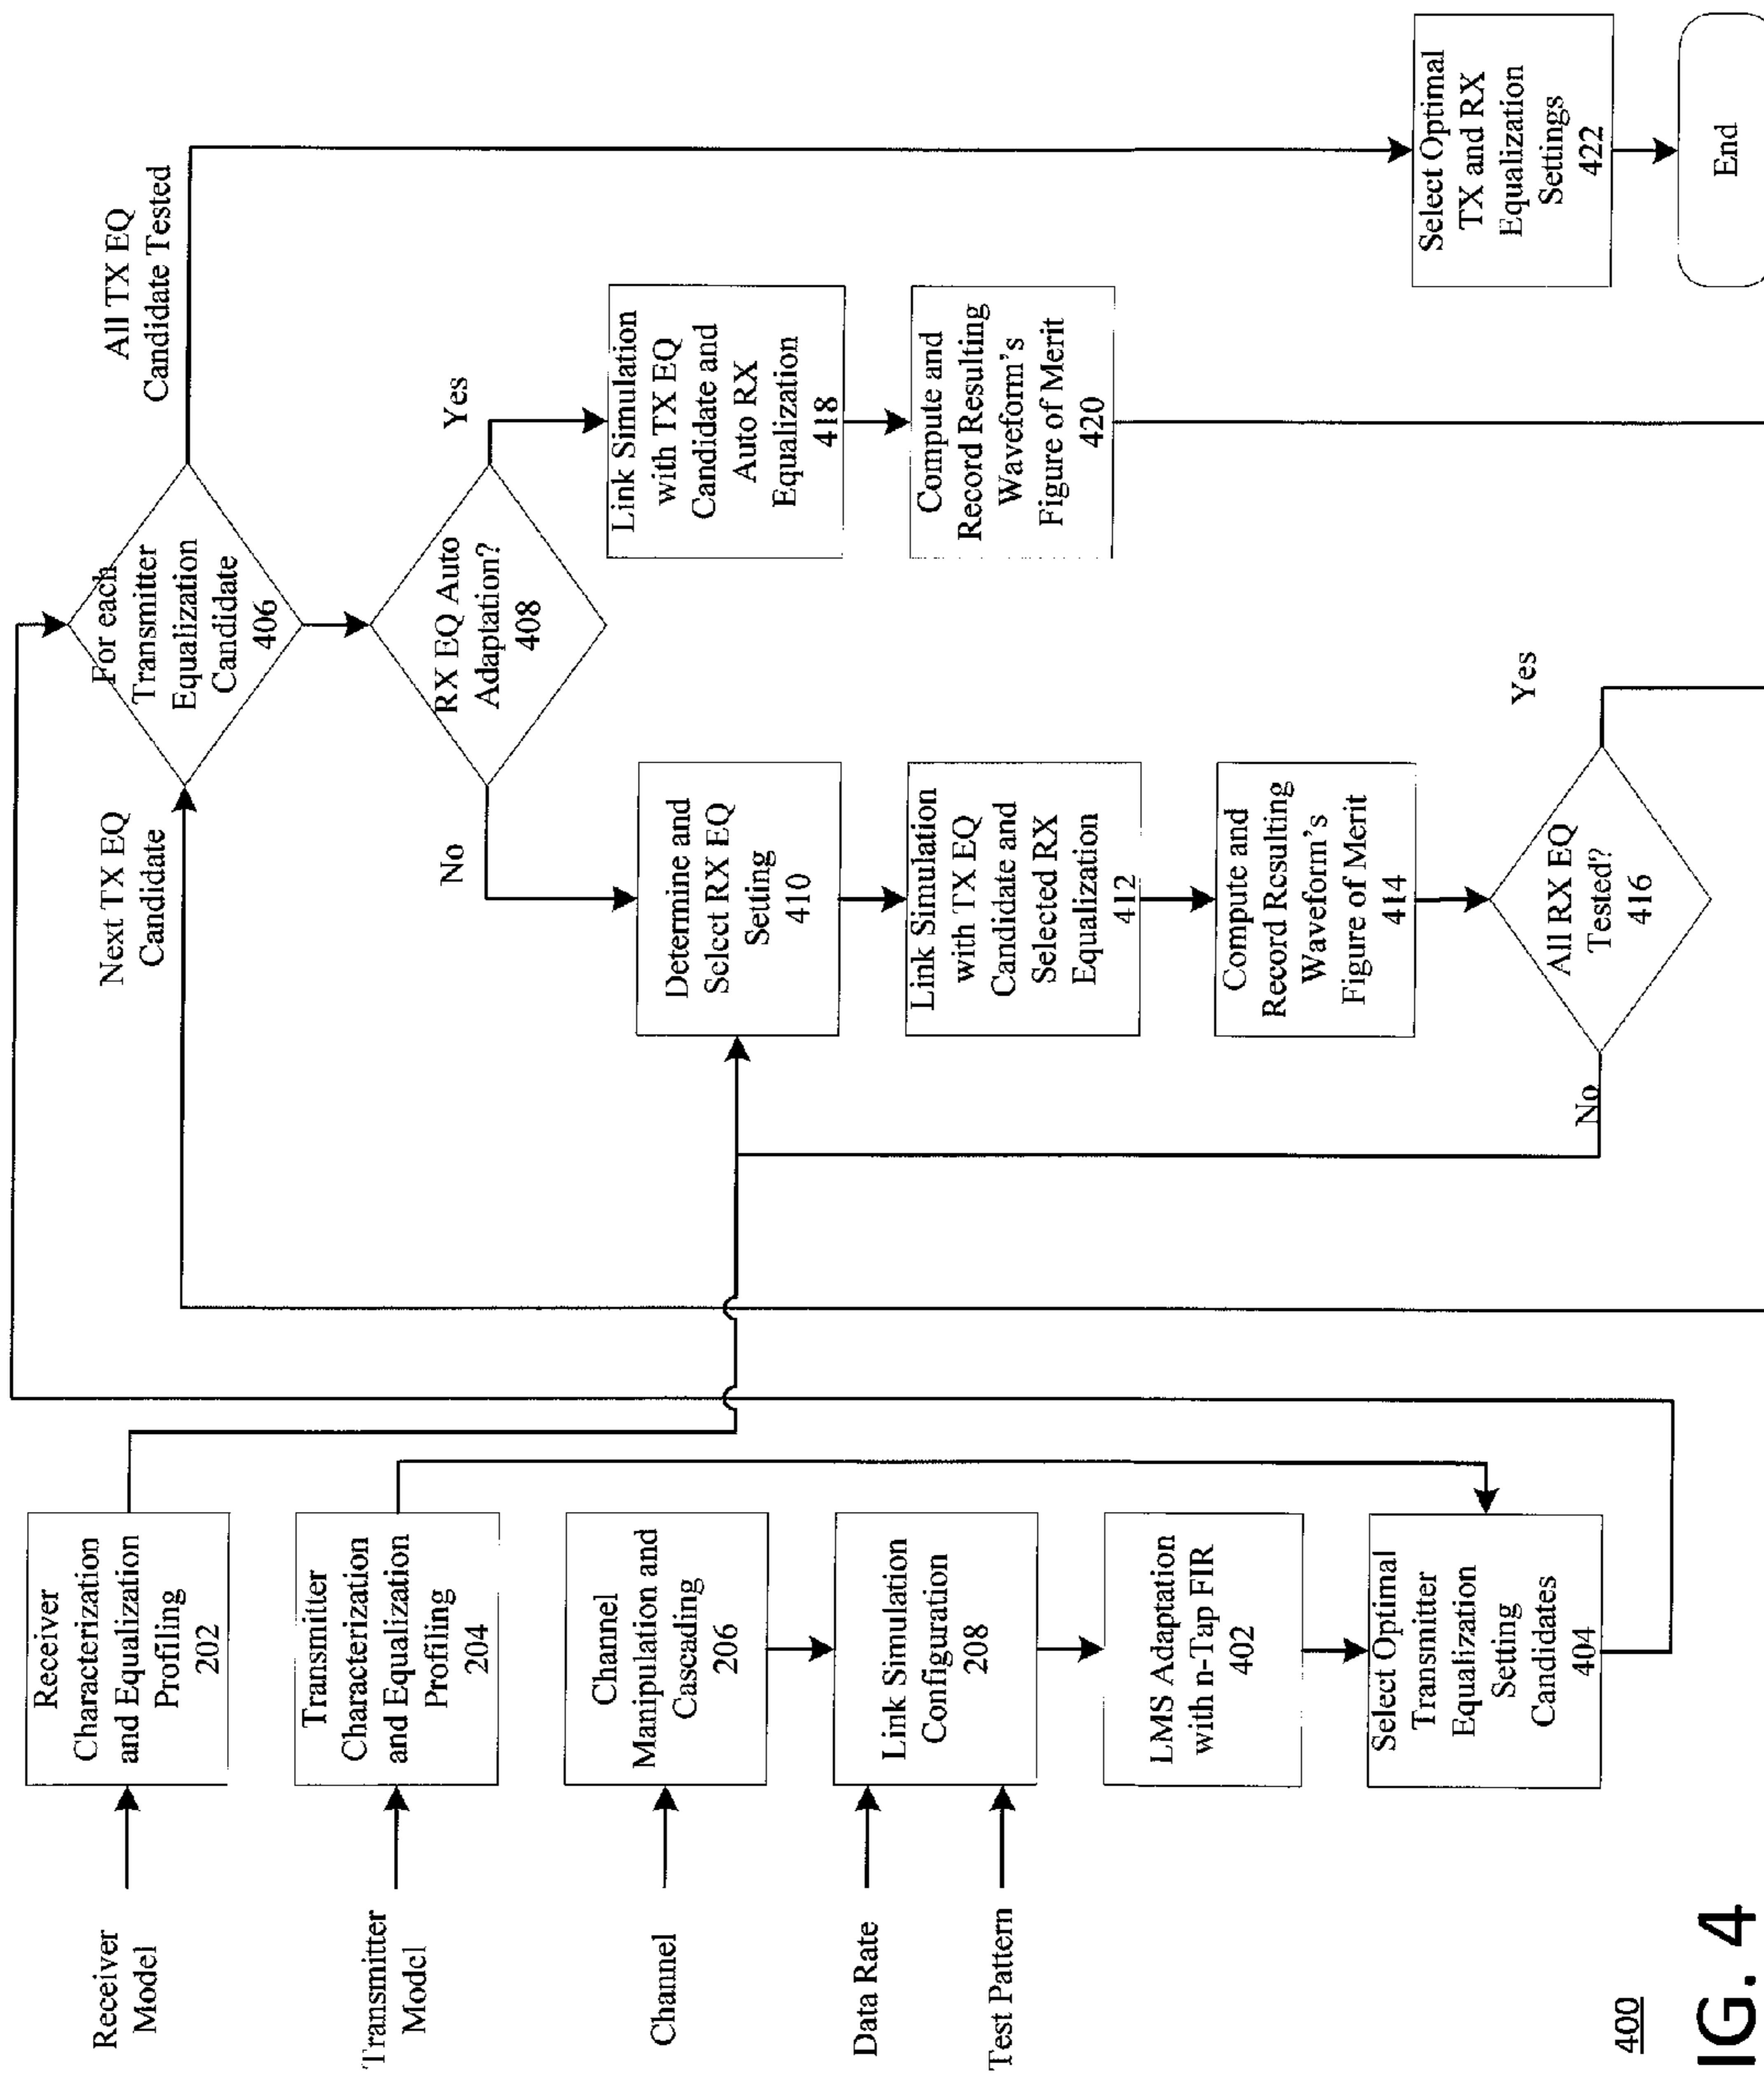 Receiver
Model
Receiver
Characterization
and Equalization
Profiling
202
Transmitter
Model
Transmitter
Characterization
and Equalization
Profiling
204
Channel
Channel
Manipulation and
Cascading
206
Data Rate
Test Pattern
Link Simulation
Configuration
208
LMS Adaptation
with n-Tap FIR
402
Select Optimal
Transmitter
Equalization
Setting
Candidates
404
Next TX EQ
Candidate
For each
Transmitter
Equalization
Candidate
406
All TX EQ
Candidate Tested
RX EQ Auto
Adaptation?
408
No
Yes
Determine and
Select RX EQ
Setting
410
Link Simulation
with TX EQ
Candidate and
Selected RX
Equalization
412
Compute and
Record Resulting
Waveform's
Figure of Merit
414
All RX EQ
Tested?
416
No
Yes
Link Simulation
with TX EQ
Candidate and
Auto RX
Equalization
418
Compute and
Record Resulting
Waveform's
Figure of Merit
420
Select Optimal
TX and RX
Equalization
Settings
422
End
400
IG. 4